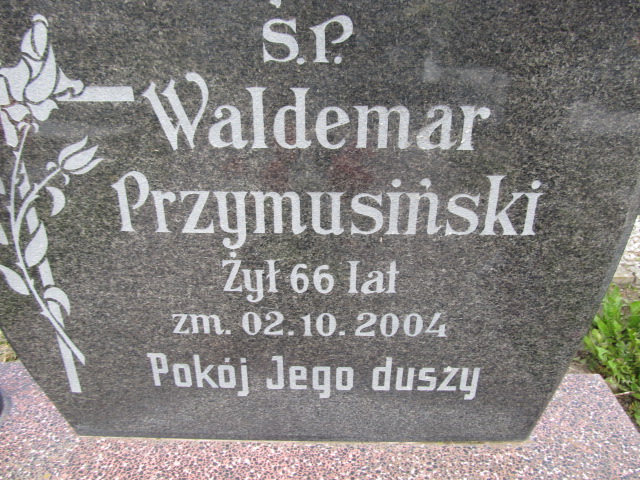 Ś.P.
Waldemar
Przymusiński
Żył 66 lat
zm. 02.10.2004
Pokój Jego duszy